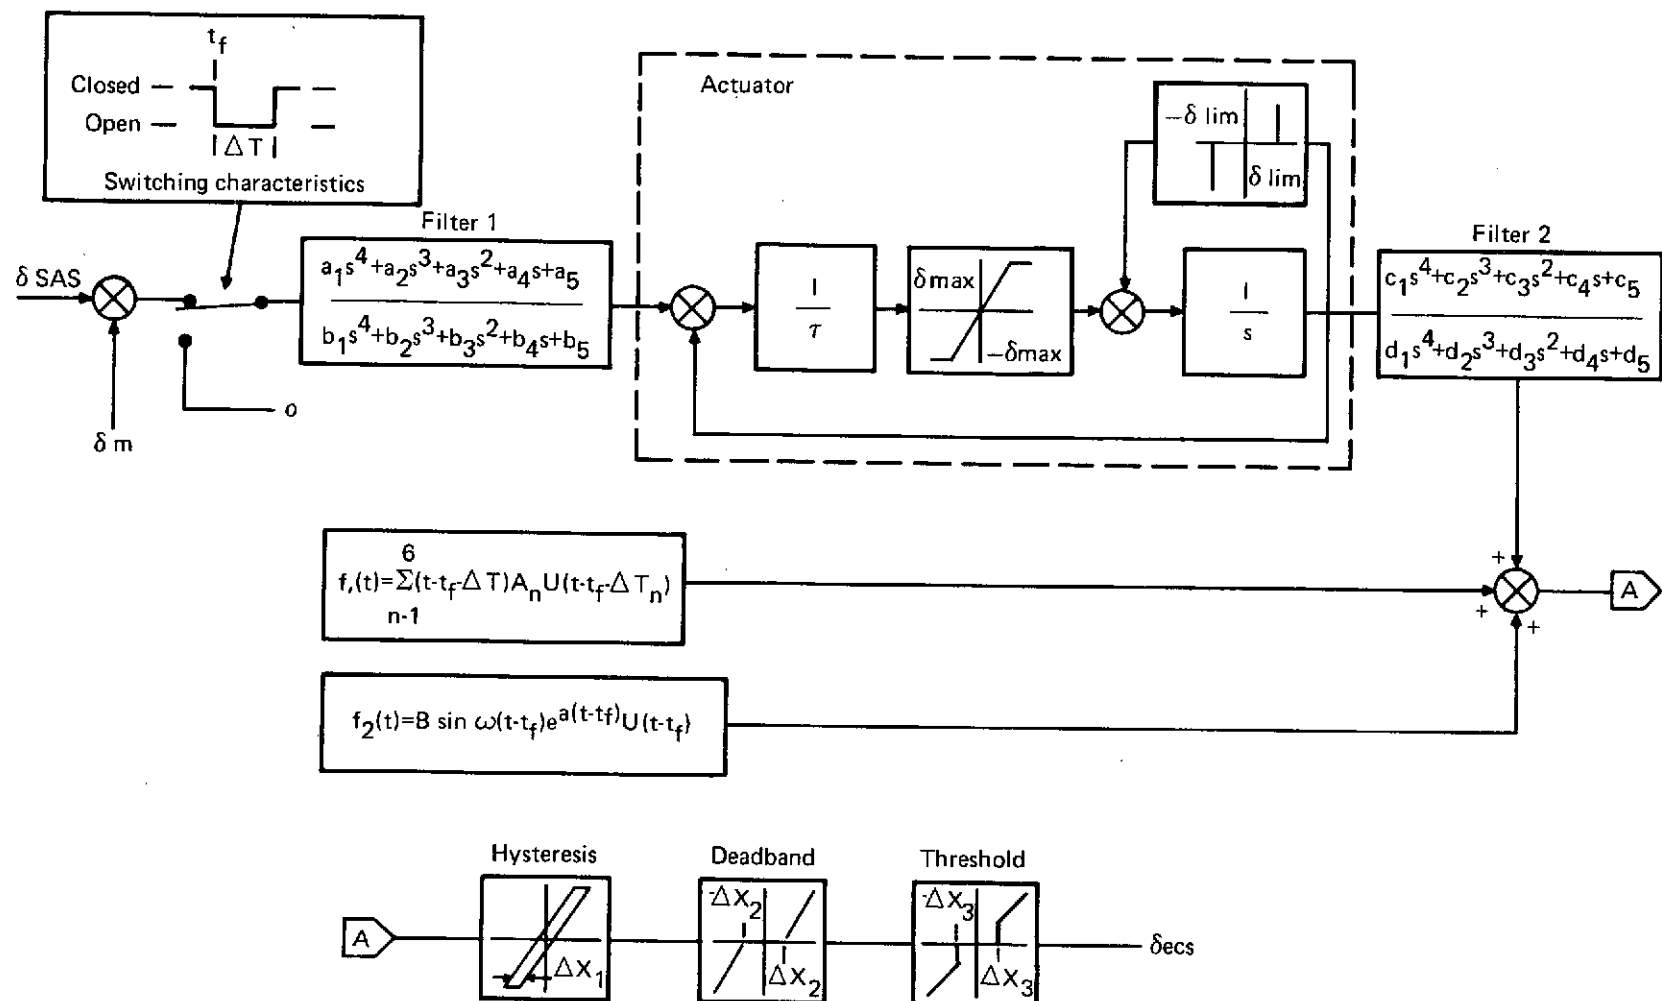 t_f
Closed
Open
ΔT
Switching characteristics
Actuator
−δ lim
δ lim
Filter 1
Filter 2
δ SAS
a₁s⁴+a₂s³+a₃s²+a₄s+a₅
b₁s⁴+b₂s³+b₃s²+b₄s+b₅
1
τ
δmax
−δmax
1
s
c₁s⁴+c₂s³+c₃s²+c₄s+c₅
d₁s⁴+d₂s³+d₃s²+d₄s+d₅
o
δ m
6
f,(t)=Σ(t-t_f-ΔT)A_nU(t-t_f-ΔT_n)
n-1
+
+
+
A
f₂(t)=B sin ω(t-t_f)e^a(t-tf)U(t-t_f)
Hysteresis
Deadband
Threshold
A
ΔX₁
-ΔX₂
ΔX₂
-ΔX₃
ΔX₃
δecs